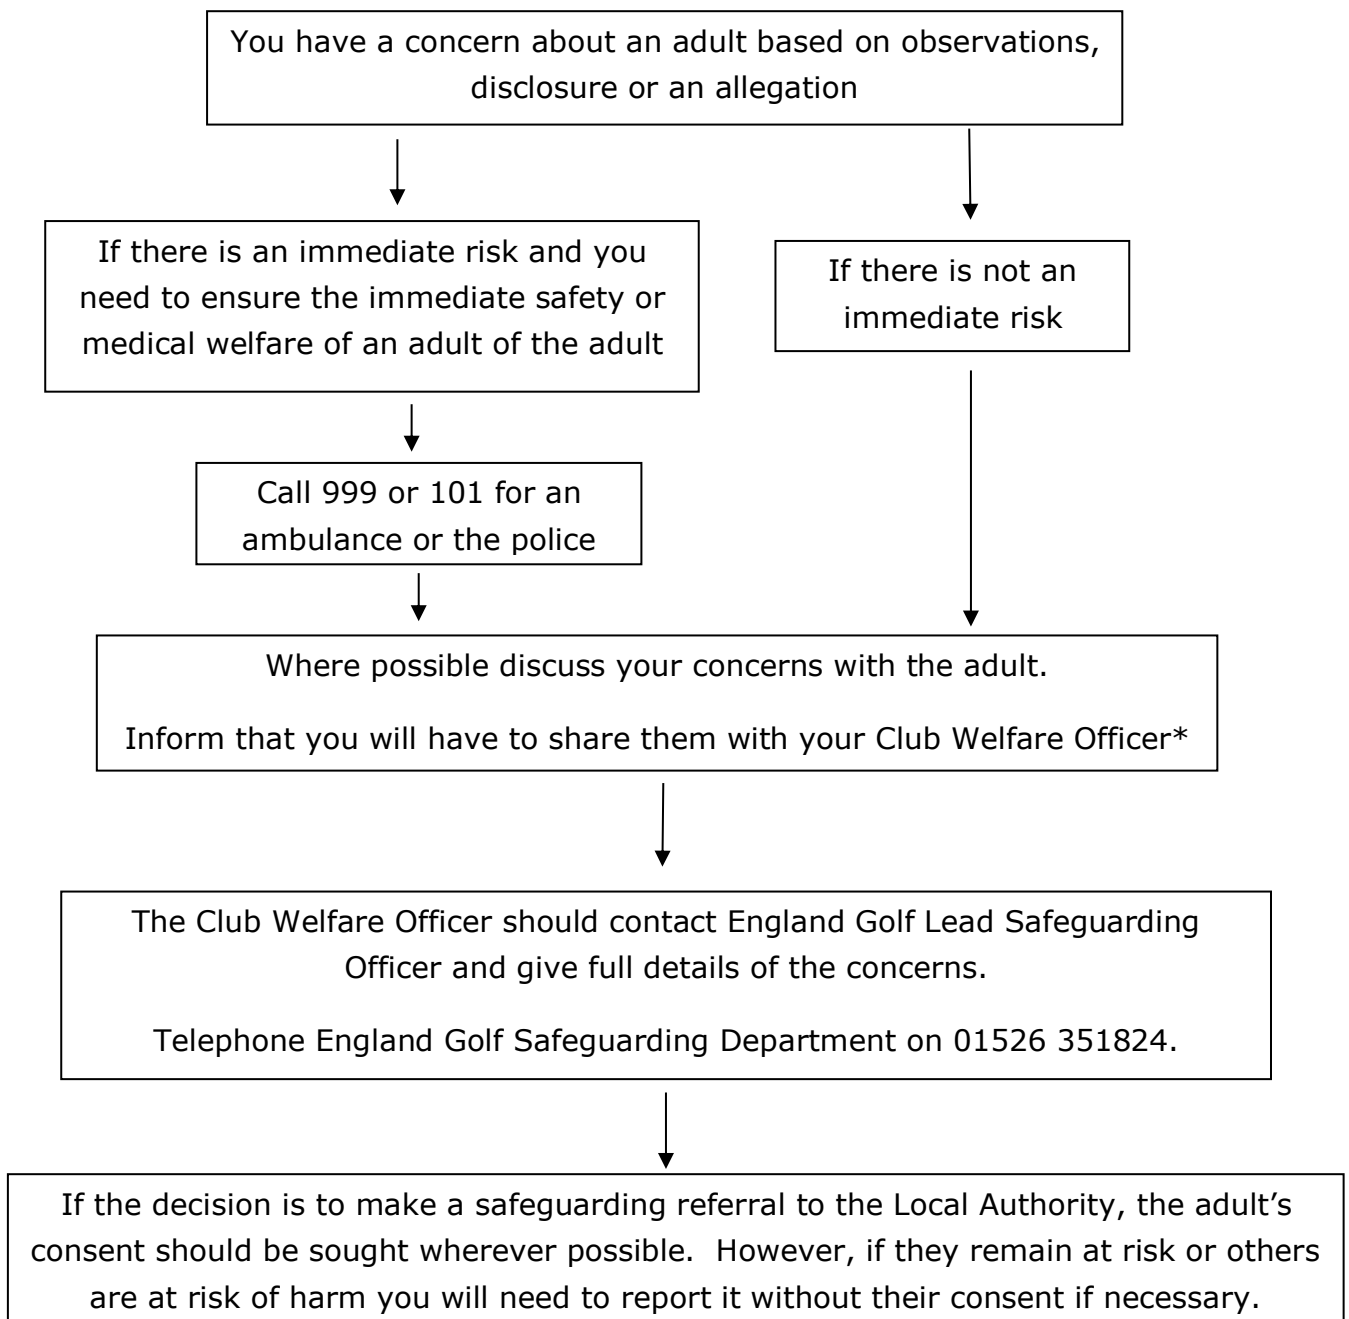 You have a concern about an adult based on observations,
disclosure or an allegation
If there is an immediate risk and you
need to ensure the immediate safety or
medical welfare of an adult of the adult
If there is not an
immediate risk
Call 999 or 101 for an
ambulance or the police
Where possible discuss your concerns with the adult.
Inform that you will have to share them with your Club Welfare Officer*
The Club Welfare Officer should contact England Golf Lead Safeguarding
Officer and give full details of the concerns.
Telephone England Golf Safeguarding Department on 01526 351824.
If the decision is to make a safeguarding referral to the Local Authority, the adult’s
consent should be sought wherever possible.  However, if they remain at risk or others
are at risk of harm you will need to report it without their consent if necessary.